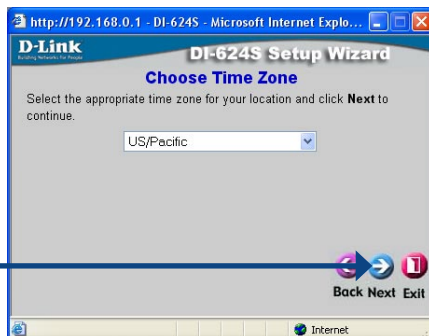 http://192.168.0.1 - DI-624S - Microsoft Internet Explo...
D-Link
Building Networks for People
DI-624S Setup Wizard
Choose Time Zone
Select the appropriate time zone for your location and click Next to
continue.
US/Pacific
Back Next Exit
Internet